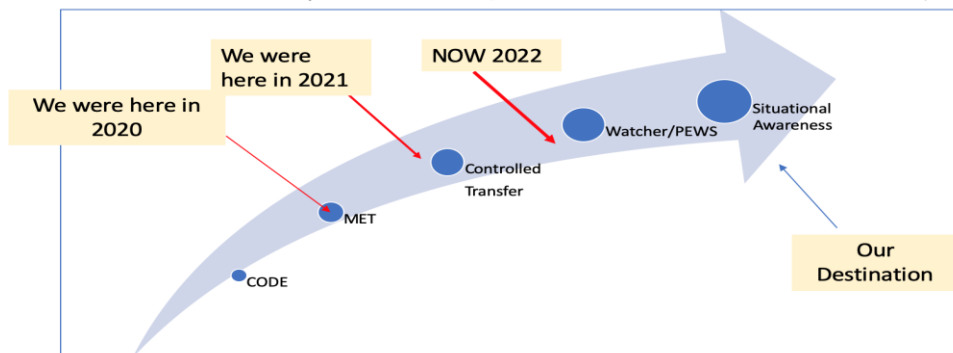 We were
here in 2021
NOW 2022
We were here in
2020
Situational
Awareness
Watcher/PEWS
Controlled
Transfer
MET
Our
Destination
CODE